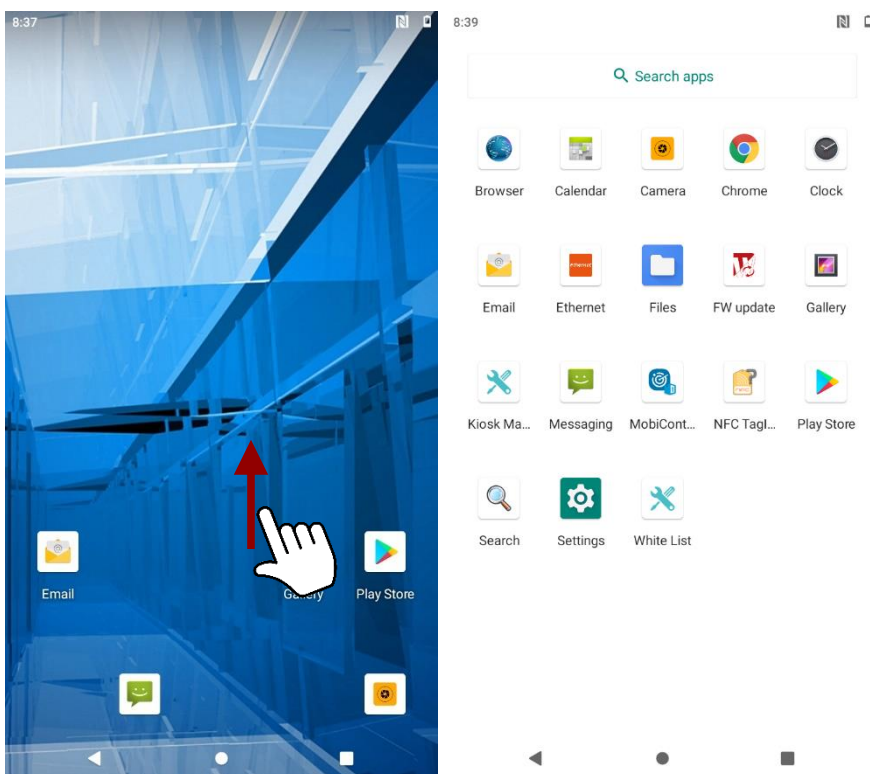 8:37
Email
Gallery
Play Store
8:39
Search apps
Browser Calendar Camera Chrome Clock
Email Ethernet Files FW update Gallery
Kiosk Ma... Messaging MobiCont... NFC TagI... Play Store
Search Settings White List